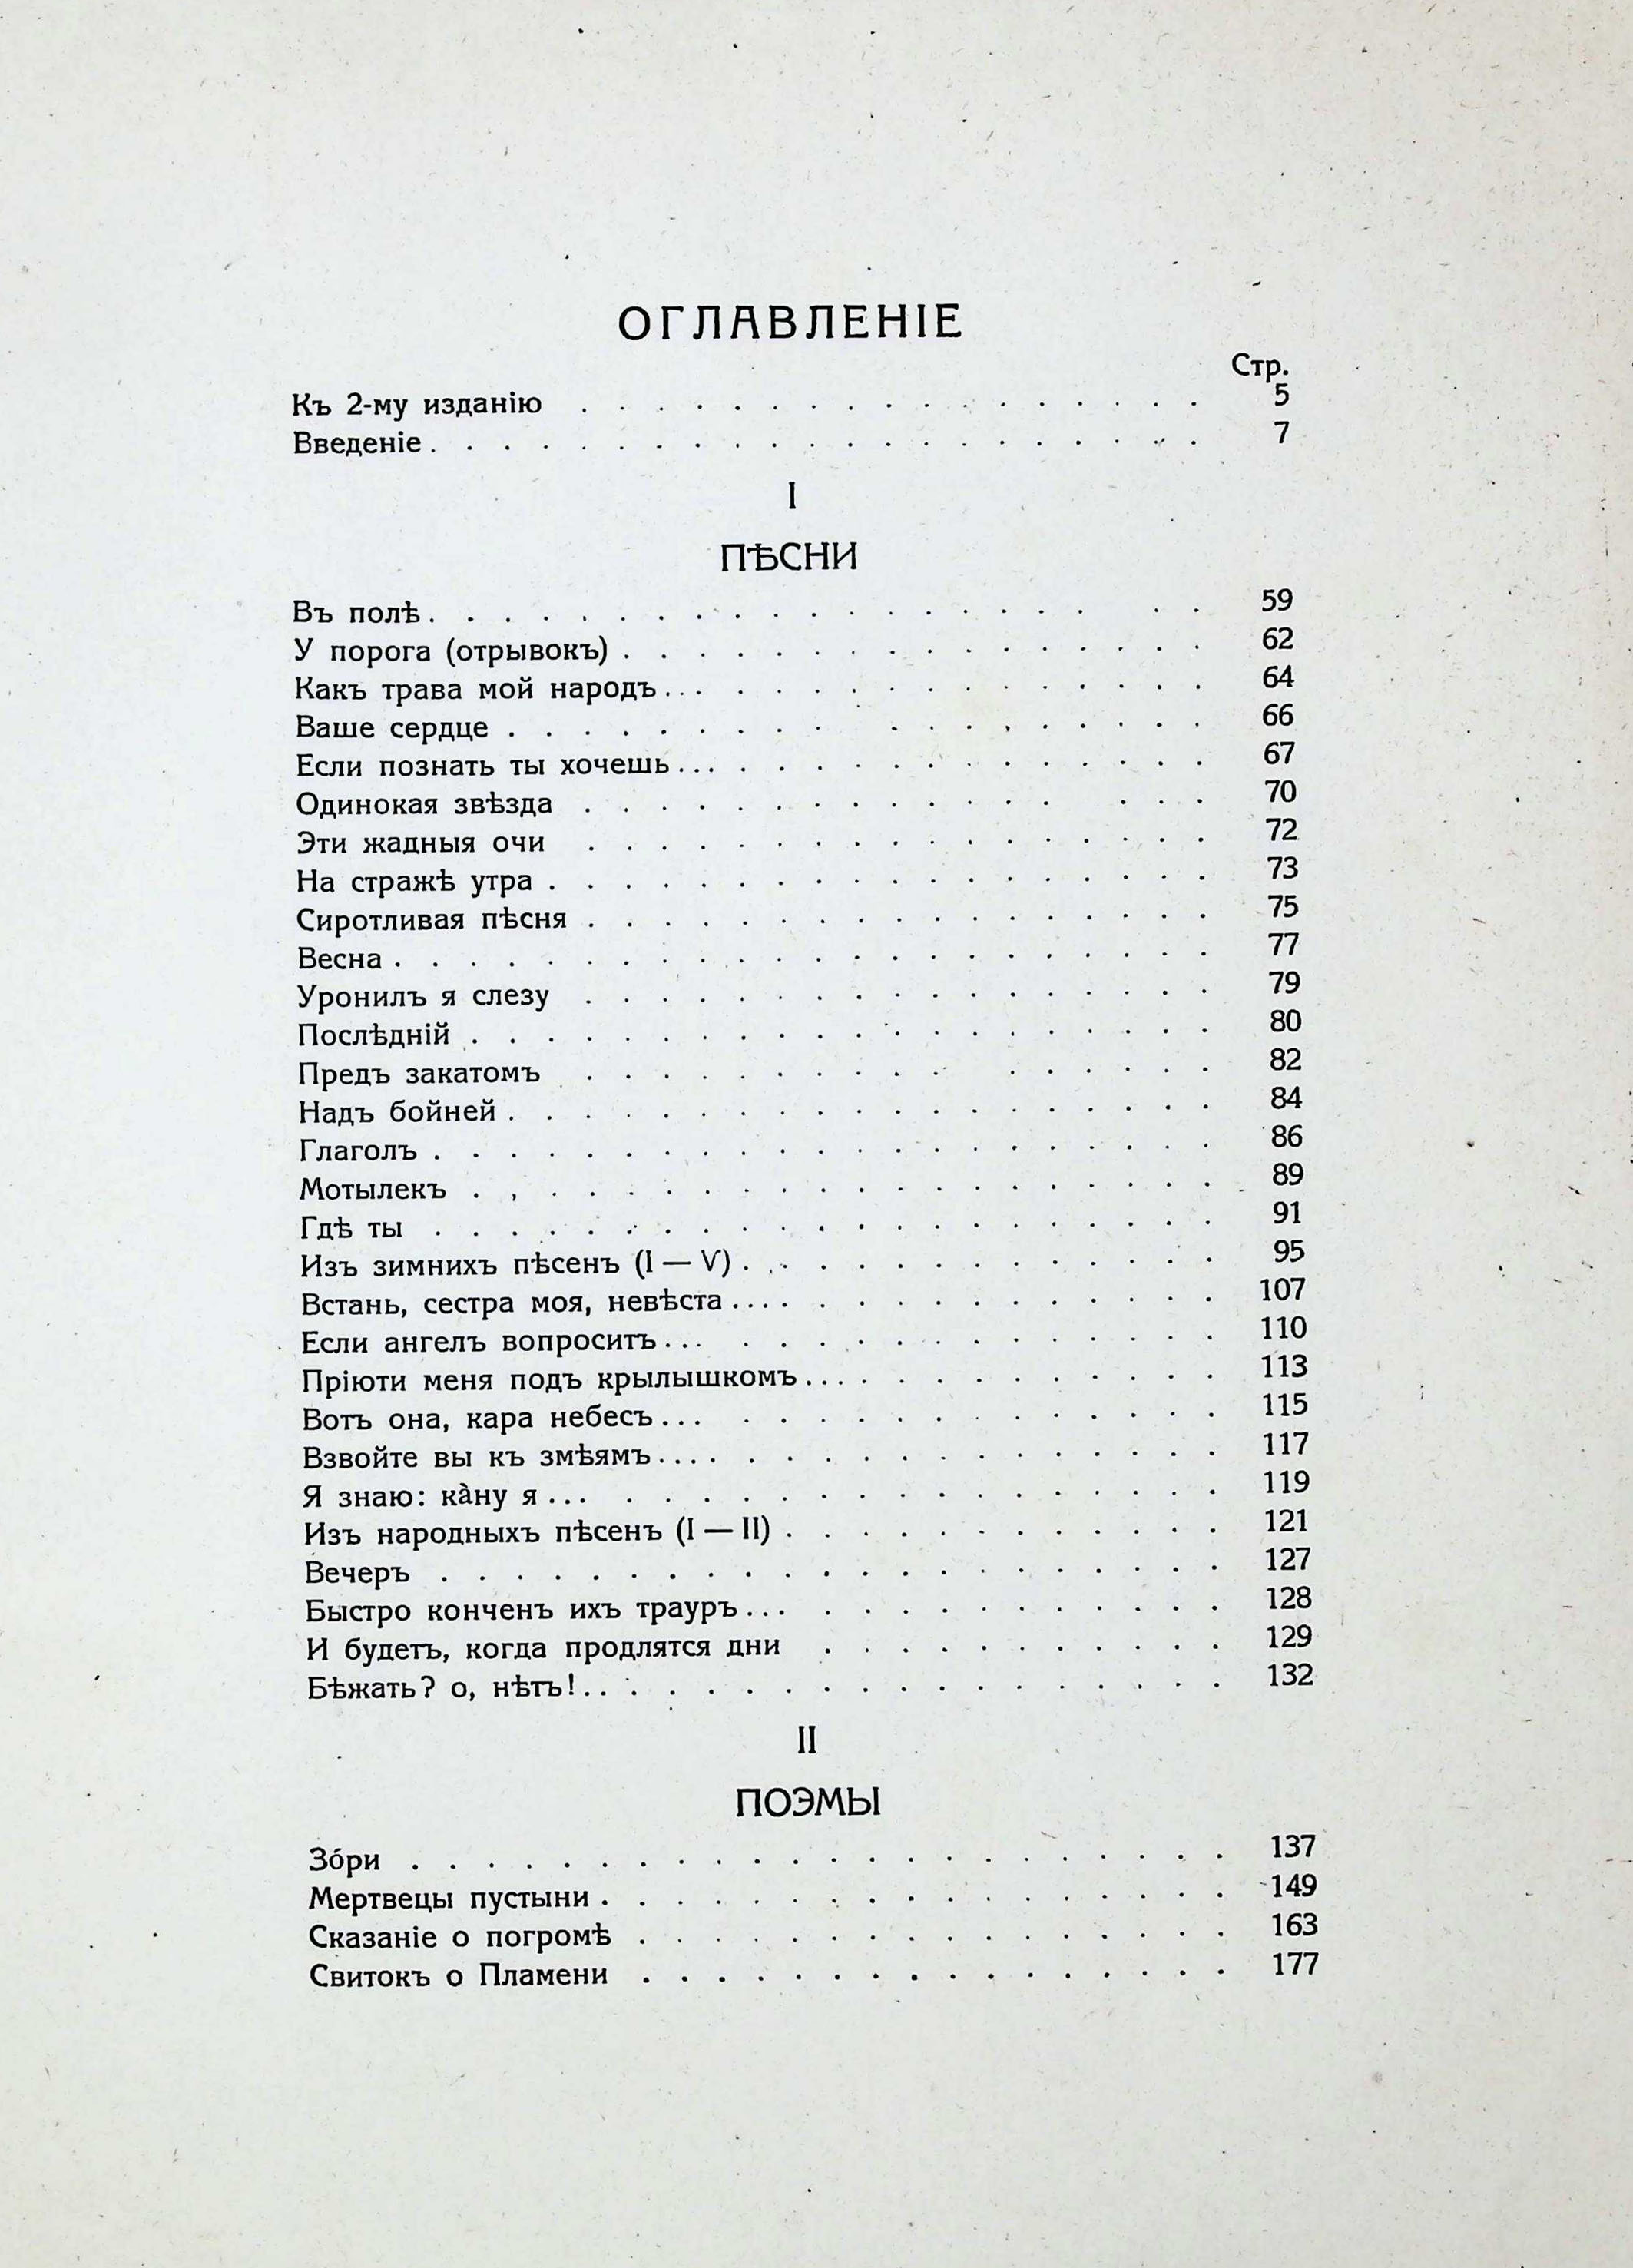 ОГЛАВЛЕНІЕ
Стр.
Къ 2-му изданію . . . . . . . . . . . . . . . . . 5
Введеніе . . . . . . . . . . . . . . . . . . . . . 7
I
ПѢСНИ
Въ полѣ . . . . . . . . . . . . . . . . . . . . 59
У порога (отрывокъ) . . . . . . . . . . . . . . . . 62
Какъ трава мой народъ... . . . . . . . . . . . . . . 64
Ваше сердце . . . . . . . . . . . . . . . . . . 66
Если познать ты хочешь... . . . . . . . . . . . . . . 67
Одинокая звѣзда . . . . . . . . . . . . . . . . 70
Эти жадныя очи . . . . . . . . . . . . . . . . . 72
На стражѣ утра . . . . . . . . . . . . . . . . . . 73
Сиротливая пѣсня . . . . . . . . . . . . . . . . . 75
Весна . . . . . . . . . . . . . . . . . . . . . . 77
Уронилъ я слезу . . . . . . . . . . . . . . . . . 79
Послѣдній . . . . . . . . . . . . . . . . . . . . 80
Предъ закатомъ . . . . . . . . . . . . . . . . 82
Надъ бойней . . . . . . . . . . . . . . . . . . . 84
Глаголъ . . . . . . . . . . . . . . . . . . . . . 86
Мотылекъ . . . . . . . . . . . . . . . . . . . . 89
Гдѣ ты . . . . . . . . . . . . . . . . . . . . . 91
Изъ зимнихъ пѣсенъ (I — V) . . . . . . . . . . . . . 95
Встань, сестра моя, невѣста... . . . . . . . . . . . . 107
Если ангелъ вопроситъ... . . . . . . . . . . . . . 110
Пріюти меня подъ крылышкомъ... . . . . . . . . . . 113
Вотъ она, кара небесъ... . . . . . . . . . . . . . 115
Взвойте вы къ змѣямъ... . . . . . . . . . . . . . . 117
Я знаю: ка̀ну я... . . . . . . . . . . . . . . . . 119
Изъ народныхъ пѣсенъ (I — II) . . . . . . . . . . . . 121
Вечеръ . . . . . . . . . . . . . . . . . . . . . 127
Быстро конченъ ихъ трауръ... . . . . . . . . . . . 128
И будетъ, когда продлятся дни . . . . . . . . . . . 129
Бѣжать? о, нѣтъ!.. . . . . . . . . . . . . . . . . 132
II
ПОЭМЫ
Зо́ри . . . . . . . . . . . . . . . . . . . . . . 137
Мертвецы пустыни . . . . . . . . . . . . . . . . . 149
Сказаніе о погромѣ . . . . . . . . . . . . . . . . 163
Свитокъ о Пламени . . . . . . . . . . . . . . . . 177